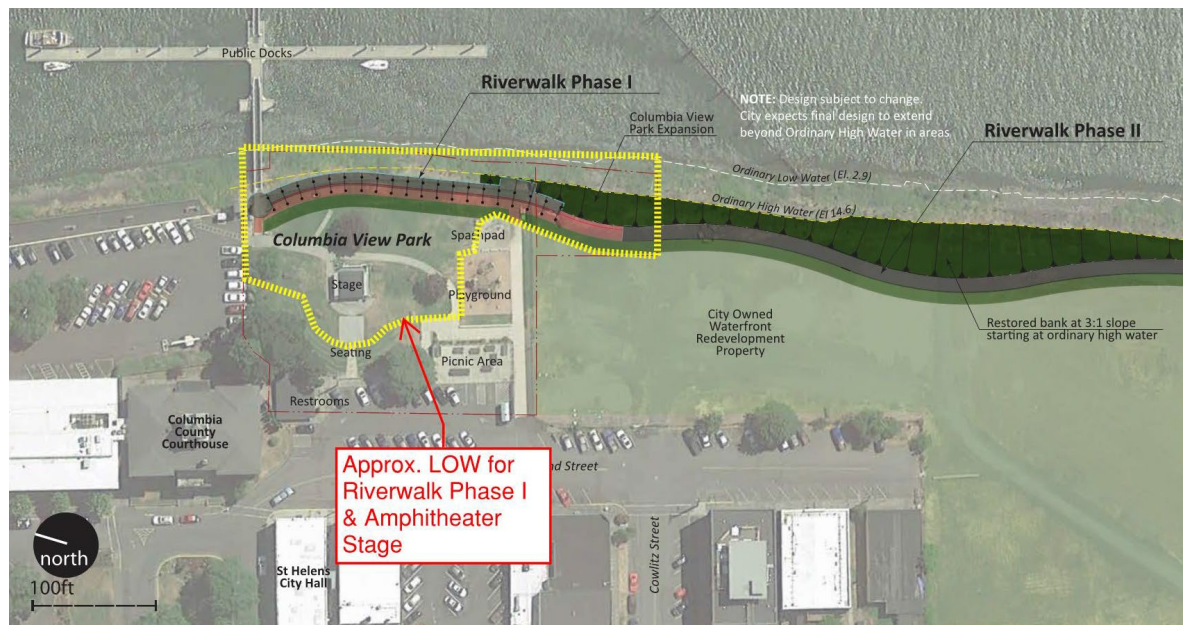 Public Docks
Riverwalk Phase I
NOTE: Design subject to change.
City expects final design to extend
beyond Ordinary High Water in areas
Columbia View
Park Expansion
Riverwalk Phase II
Ordinary Low Water (El. 2.9)
Ordinary High Water (El 14.6)
Columbia View Park
Spashpad
Stage
Playground
City Owned
Waterfront
Redevelopment
Property
Restored bank at 3:1 slope
starting at ordinary high water
Seating
Picnic Area
Restrooms
Columbia
County
Courthouse
nd Street
Approx. LOW for
Riverwalk Phase I
& Amphitheater
Stage
north
100ft
St Helens
City Hall
Cowlitz Street